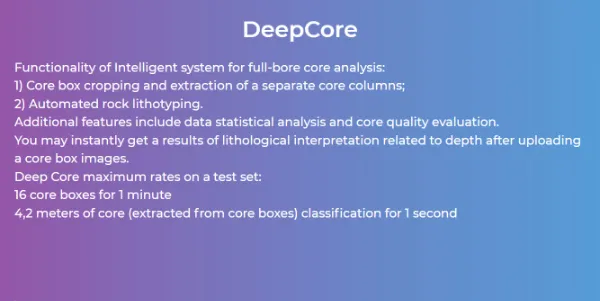 DeepCore
Functionality of Intelligent system for full-bore core analysis:
1) Core box cropping and extraction of a separate core columns;
2) Automated rock lithotyping.
Additional features include data statistical analysis and core quality evaluation.
You may instantly get a results of lithological interpretation related to depth after uploading
a core box images.
Deep Core maximum rates on a test set:
16 core boxes for 1 minute
4,2 meters of core (extracted from core boxes) classification for 1 second